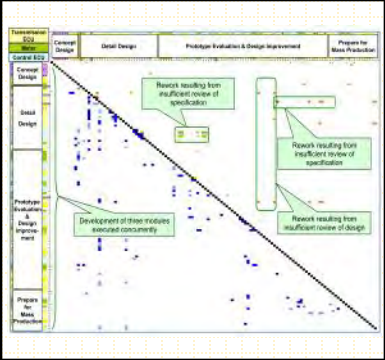 Transmission
ECU
Motor
Control ECU
Concept
Design
Detail Design
Prototype Evaluation & Design Improvement
Prepare for
Mass Production
Concept
Design
Detail
Design
Prototype
Evaluation
&
Design
Improve-
ment
Prepare
for
Mass
Production
Rework resulting from
insufficient review of
specification
Rework resulting from
insufficient review of
specification
Rework resulting from
insufficient review of design
Development of three modules
executed concurrently